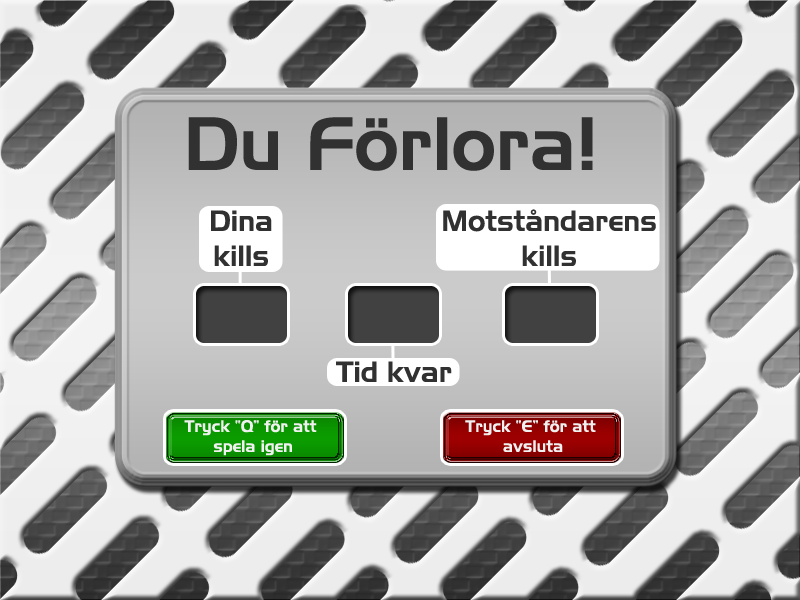 Du Förlora!
Dina
kills
Motståndarens
kills
Tid kvar
Tryck "Q" för att
spela igen
Tryck "E" för att
avsluta